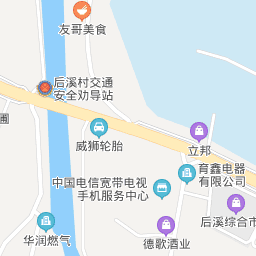 友哥美食
后溪村交通
安全劝导站
圃
威狮轮胎
立邦
育鑫电器
有限公司
中国电信宽带电视
手机服务中心
后溪综合市
华润燃气
德歌酒业